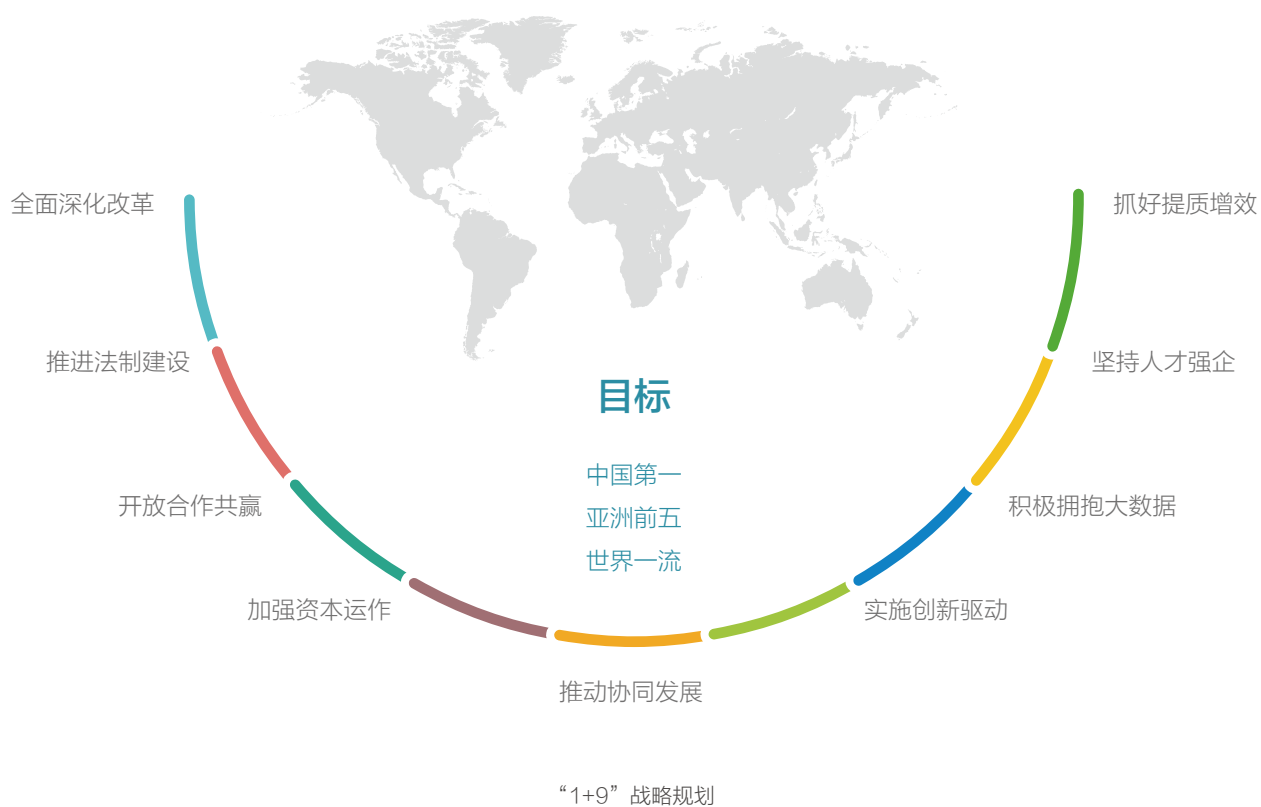 全面深化改革
抓好提质增效
推进法制建设
坚持人才强企
目标
中国第一
亚洲前五
世界一流
开放合作共赢
积极拥抱大数据
加强资本运作
实施创新驱动
推动协同发展
“1+9”战略规划